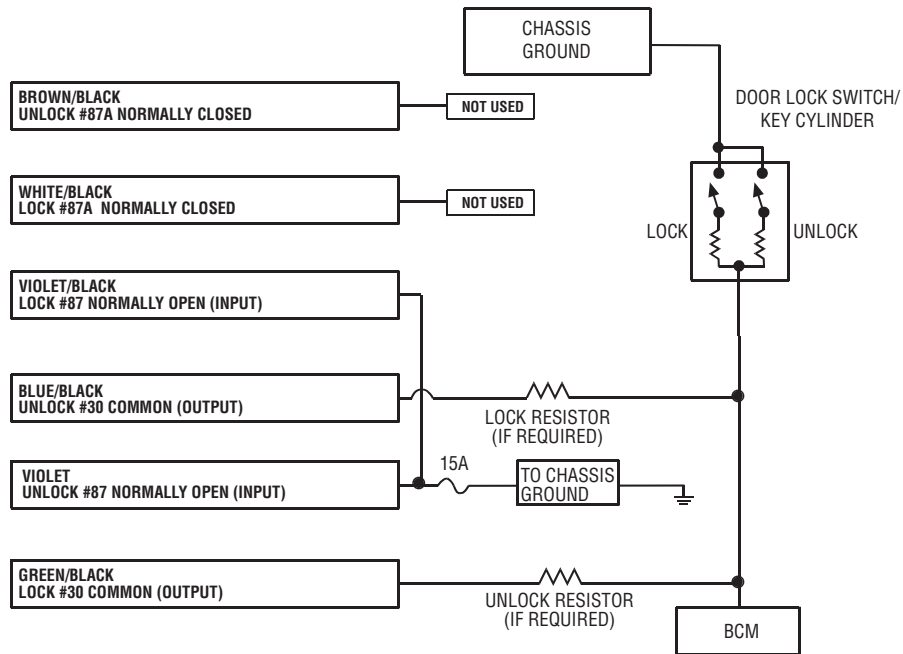 CHASSIS
GROUND
BROWN/BLACK
UNLOCK #87A NORMALLY CLOSED
NOT USED
DOOR LOCK SWITCH/
KEY CYLINDER
WHITE/BLACK
LOCK #87A NORMALLY CLOSED
NOT USED
LOCK
UNLOCK
VIOLET/BLACK
LOCK #87 NORMALLY OPEN (INPUT)
BLUE/BLACK
UNLOCK #30 COMMON (OUTPUT)
LOCK RESISTOR
(IF REQUIRED)
VIOLET
UNLOCK #87 NORMALLY OPEN (INPUT)
15A
TO CHASSIS
GROUND
GREEN/BLACK
LOCK #30 COMMON (OUTPUT)
UNLOCK RESISTOR
(IF REQUIRED)
BCM